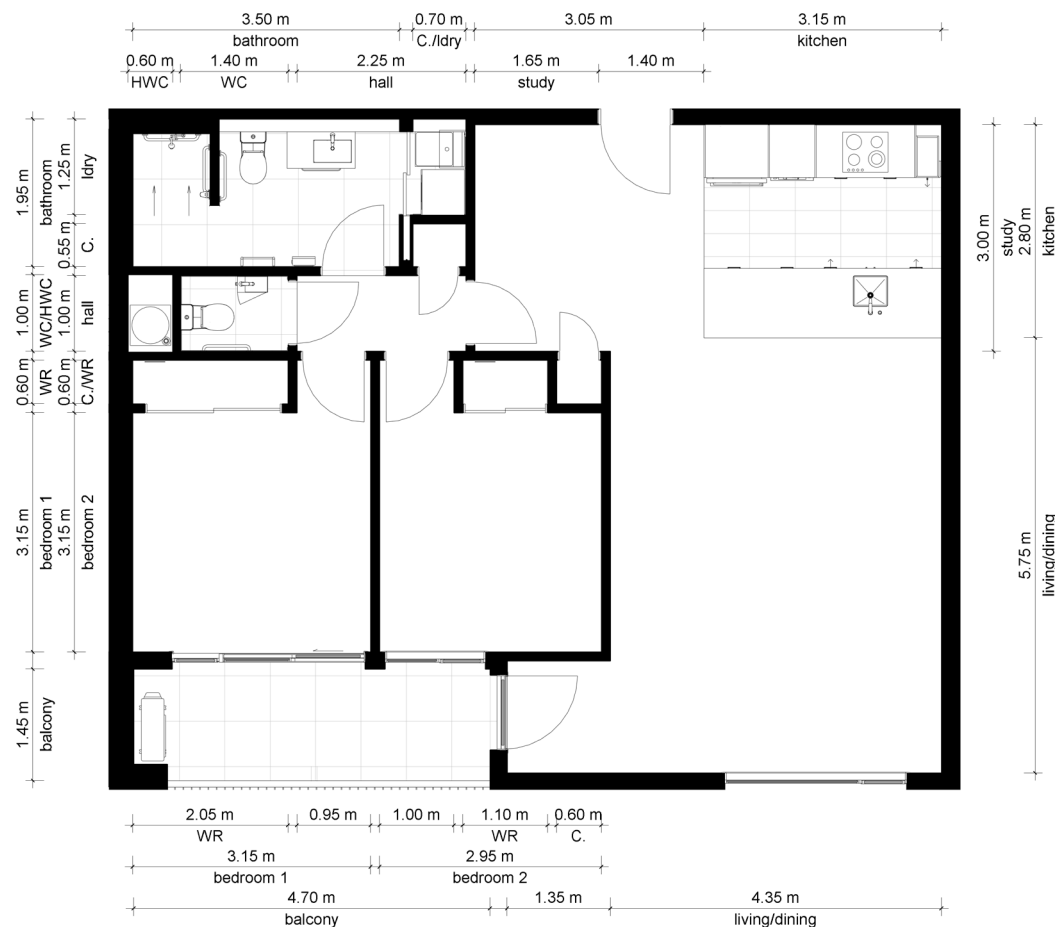 3.50 m
0.70 m
3.05 m
3.15 m
bathroom
C./ldry
kitchen
0.60 m
1.40 m
2.25 m
1.65 m
1.40 m
HWC
WC
hall
study
1.95 m
bathroom
1.25 m
ldry
0.55 m
C.
1.00 m
WC/HWC
1.00 m
hall
0.60 m
WR
0.60 m
C./WR
3.15 m
bedroom 1
3.15 m
bedroom 2
1.45 m
balcony
3.00 m
study
2.80 m
kitchen
5.75 m
living/dining
2.05 m
0.95 m
1.00 m
1.10 m
0.60 m
WR
WR
C.
3.15 m
2.95 m
bedroom 1
bedroom 2
4.70 m
1.35 m
4.35 m
balcony
living/dining